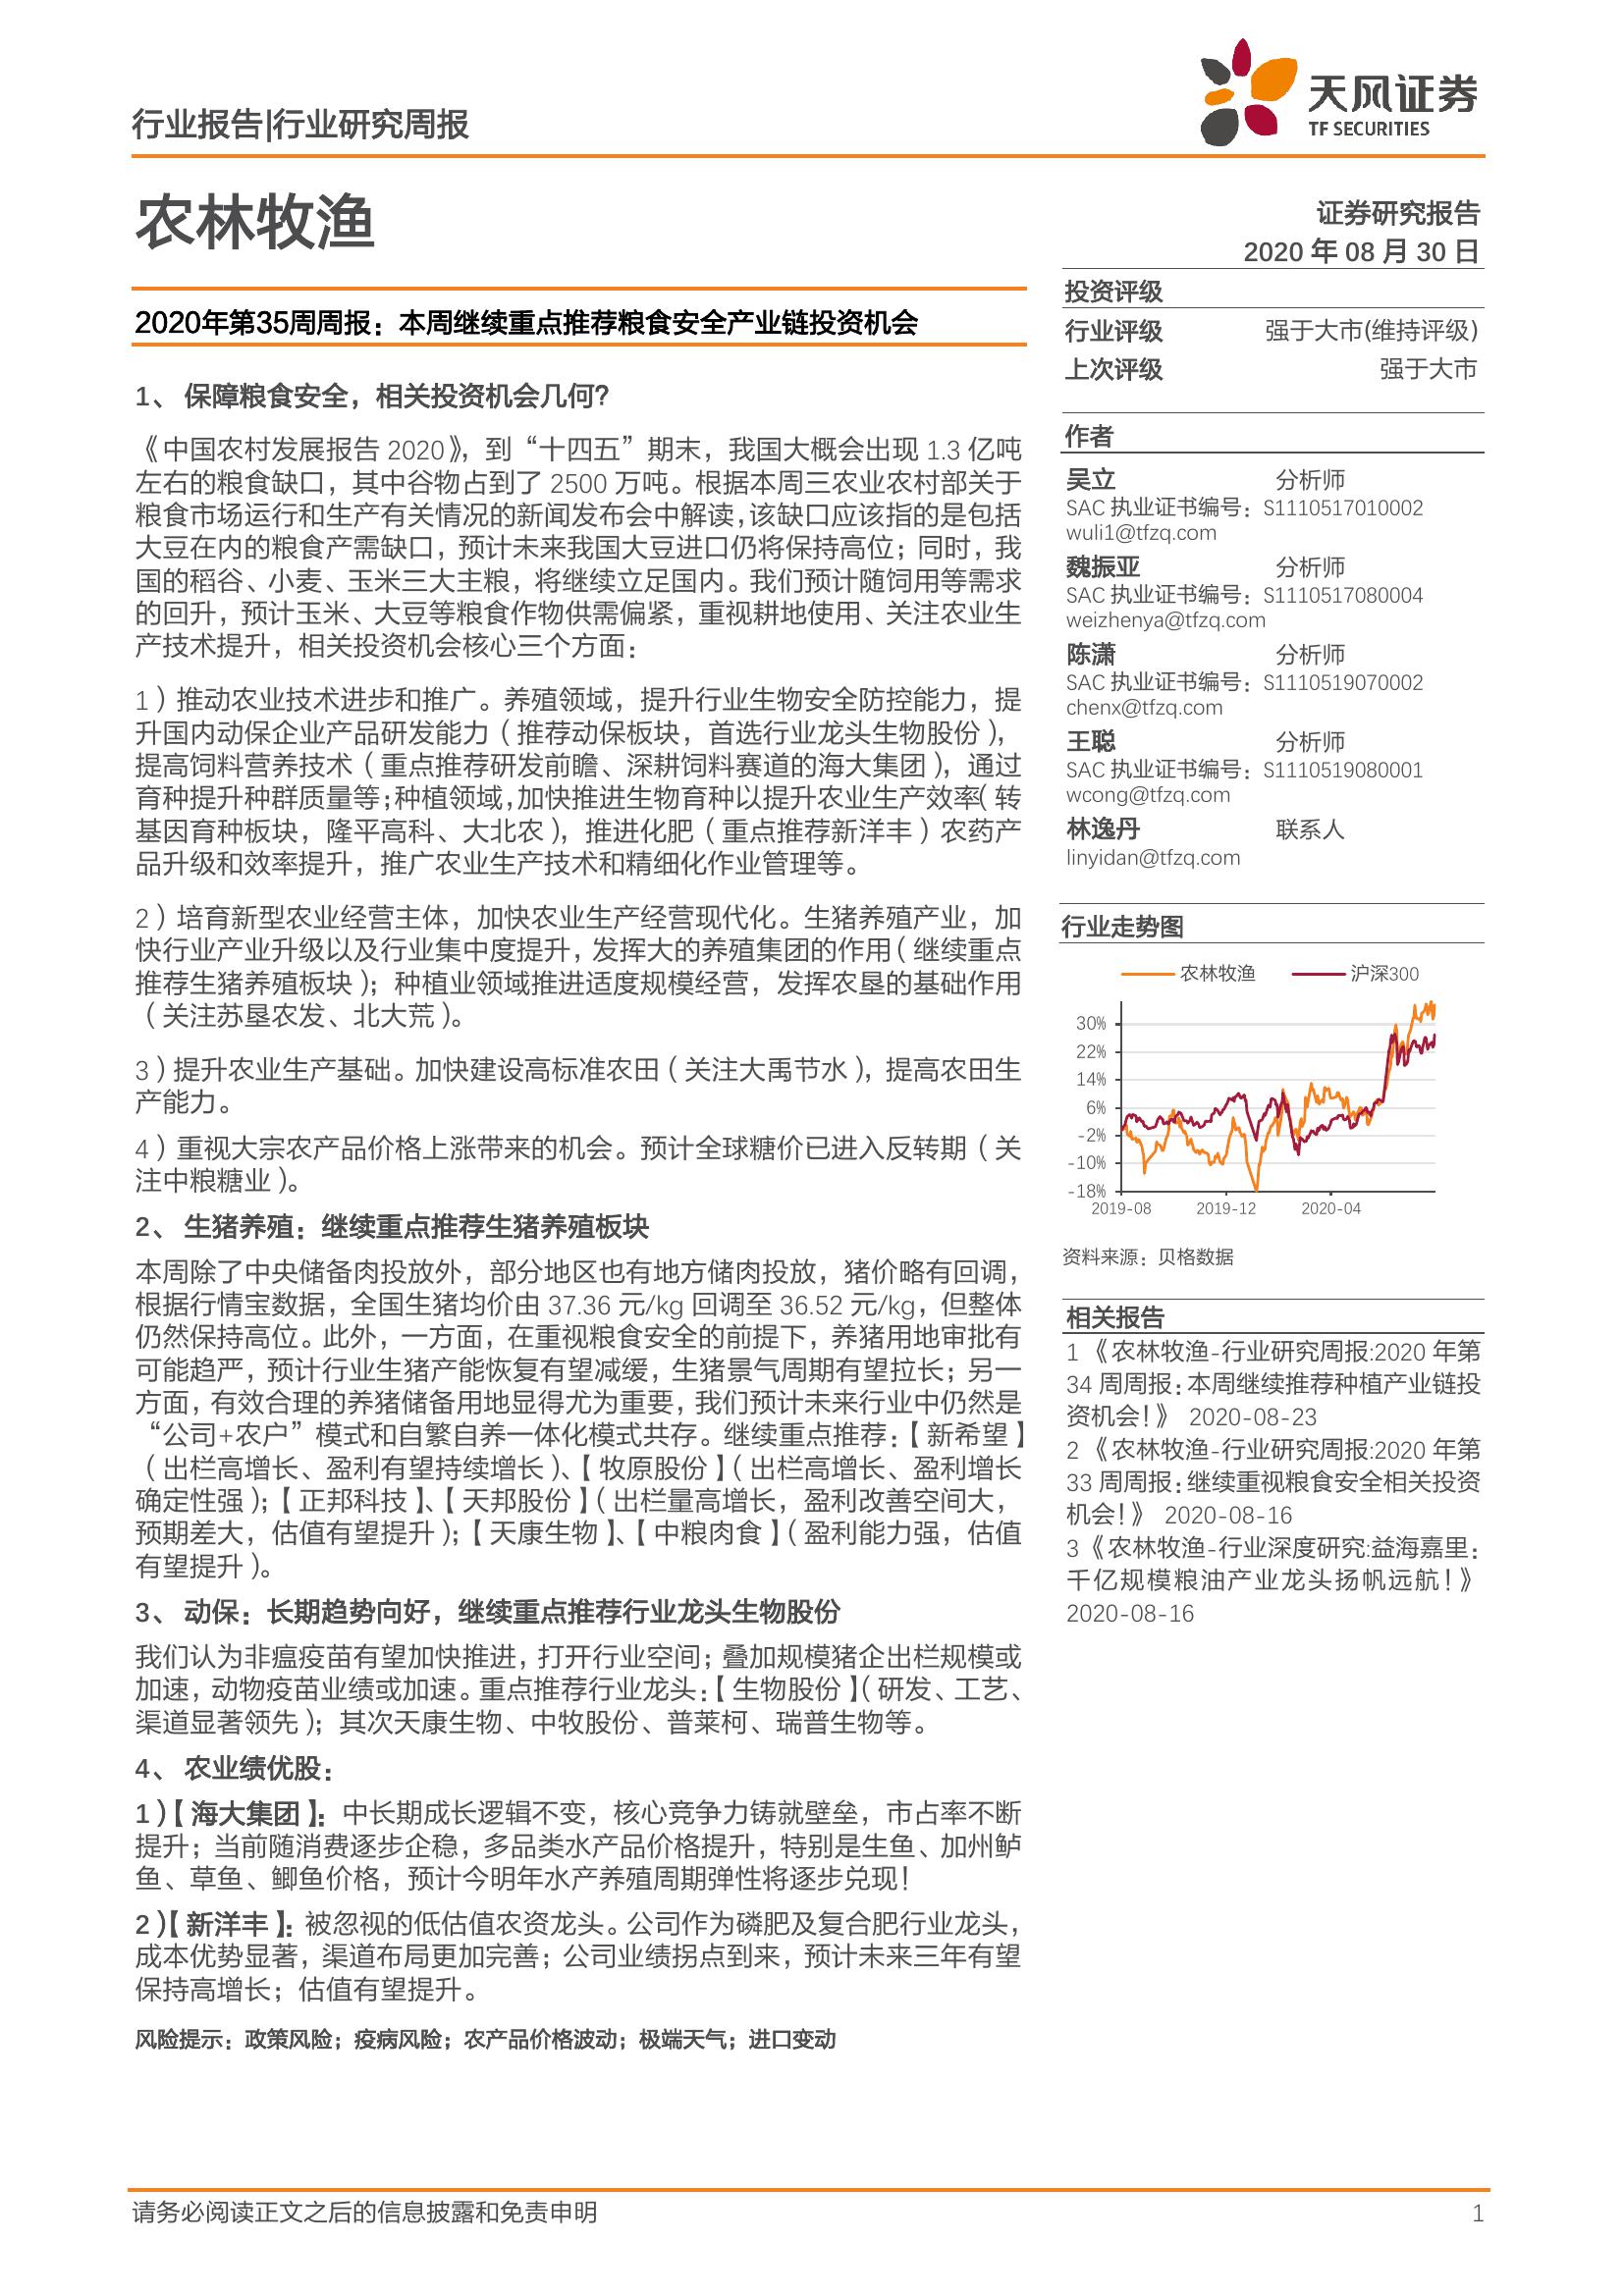 行业报告|行业研究周报
天风证券
TF SECURITIES
农林牧渔
证券研究报告
2020 年 08 月 30 日
2020年第35周周报：本周继续重点推荐粮食安全产业链投资机会
1、 保障粮食安全，相关投资机会几何？
《中国农村发展报告 2020》，到“十四五”期末，我国大概会出现 1.3 亿吨
左右的粮食缺口，其中谷物占到了 2500 万吨。根据本周三农业农村部关于
粮食市场运行和生产有关情况的新闻发布会中解读，该缺口应该指的是包括
大豆在内的粮食产需缺口，预计未来我国大豆进口仍将保持高位；同时，我
国的稻谷、小麦、玉米三大主粮，将继续立足国内。我们预计随饲用等需求
的回升，预计玉米、大豆等粮食作物供需偏紧，重视耕地使用、关注农业生
产技术提升，相关投资机会核心三个方面：
1）推动农业技术进步和推广。养殖领域，提升行业生物安全防控能力，提
升国内动保企业产品研发能力（推荐动保板块，首选行业龙头生物股份），
提高饲料营养技术（重点推荐研发前瞻、深耕饲料赛道的海大集团），通过
育种提升种群质量等；种植领域，加快推进生物育种以提升农业生产效率（转
基因育种板块，隆平高科、大北农），推进化肥（重点推荐新洋丰）农药产
品升级和效率提升，推广农业生产技术和精细化作业管理等。
2）培育新型农业经营主体，加快农业生产经营现代化。生猪养殖产业，加
快行业产业升级以及行业集中度提升，发挥大的养殖集团的作用（继续重点
推荐生猪养殖板块）；种植业领域推进适度规模经营，发挥农垦的基础作用
（关注苏垦农发、北大荒）。
3）提升农业生产基础。加快建设高标准农田（关注大禹节水），提高农田生
产能力。
4）重视大宗农产品价格上涨带来的机会。预计全球糖价已进入反转期（关
注中粮糖业）。
2、 生猪养殖：继续重点推荐生猪养殖板块
本周除了中央储备肉投放外，部分地区也有地方储肉投放，猪价略有回调，
根据行情宝数据，全国生猪均价由 37.36 元/kg 回调至 36.52 元/kg，但整体
仍然保持高位。此外，一方面，在重视粮食安全的前提下，养猪用地审批有
可能趋严，预计行业生猪产能恢复有望减缓，生猪景气周期有望拉长；另一
方面，有效合理的养猪储备用地显得尤为重要，我们预计未来行业中仍然是
“公司+农户”模式和自繁自养一体化模式共存。继续重点推荐：【新希望】
（出栏高增长、盈利有望持续增长）、【牧原股份】（出栏高增长、盈利增长
确定性强）；【正邦科技】、【天邦股份】（出栏量高增长，盈利改善空间大，
预期差大，估值有望提升）；【天康生物】、【中粮肉食】（盈利能力强，估值
有望提升）。
3、 动保：长期趋势向好，继续重点推荐行业龙头生物股份
我们认为非瘟疫苗有望加快推进，打开行业空间；叠加规模猪企出栏规模或
加速，动物疫苗业绩或加速。重点推荐行业龙头：【生物股份】（研发、工艺、
渠道显著领先）；其次天康生物、中牧股份、普莱柯、瑞普生物等。
4、 农业绩优股：
1）【海大集团】：中长期成长逻辑不变，核心竞争力铸就壁垒，市占率不断
提升；当前随消费逐步企稳，多品类水产品价格提升，特别是生鱼、加州鲈
鱼、草鱼、鲫鱼价格，预计今明年水产养殖周期弹性将逐步兑现！
2）【新洋丰】：被忽视的低估值农资龙头。公司作为磷肥及复合肥行业龙头，
成本优势显著，渠道布局更加完善；公司业绩拐点到来，预计未来三年有望
保持高增长；估值有望提升。
风险提示：政策风险；疫病风险；农产品价格波动；极端天气；进口变动
投资评级
行业评级 强于大市(维持评级)
上次评级 强于大市
作者
吴立 分析师
SAC 执业证书编号：S1110517010002
wuli1@tfzq.com
魏振亚 分析师
SAC 执业证书编号：S1110517080004
weizhenya@tfzq.com
陈潇 分析师
SAC 执业证书编号：S1110519070002
chenx@tfzq.com
王聪 分析师
SAC 执业证书编号：S1110519080001
wcong@tfzq.com
林逸丹 联系人
linyidan@tfzq.com
行业走势图
农林牧渔 沪深300
30%
22%
14%
6%
-2%
-10%
-18%
2019-08 2019-12 2020-04
资料来源：贝格数据
相关报告
1 《农林牧渔-行业研究周报:2020 年第
34 周周报：本周继续推荐种植产业链投
资机会！》 2020-08-23
2 《农林牧渔-行业研究周报:2020 年第
33 周周报：继续重视粮食安全相关投资
机会！》 2020-08-16
3《农林牧渔-行业深度研究:益海嘉里：
千亿规模粮油产业龙头扬帆远航！》
2020-08-16
请务必阅读正文之后的信息披露和免责申明 1